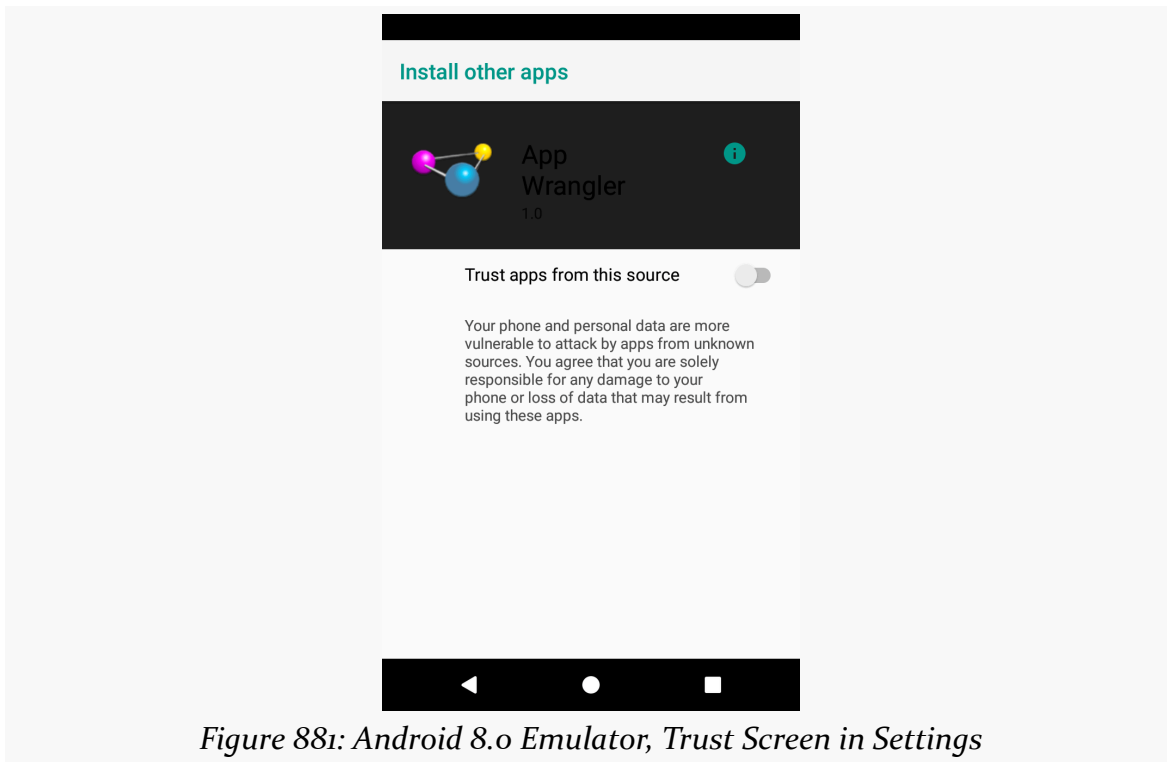 Install other apps
App
Wrangler
1.0
Trust apps from this source
Your phone and personal data are more
vulnerable to attack by apps from unknown
sources. You agree that you are solely
responsible for any damage to your
phone or loss of data that may result from
using these apps.
Figure 881: Android 8.0 Emulator, Trust Screen in Settings